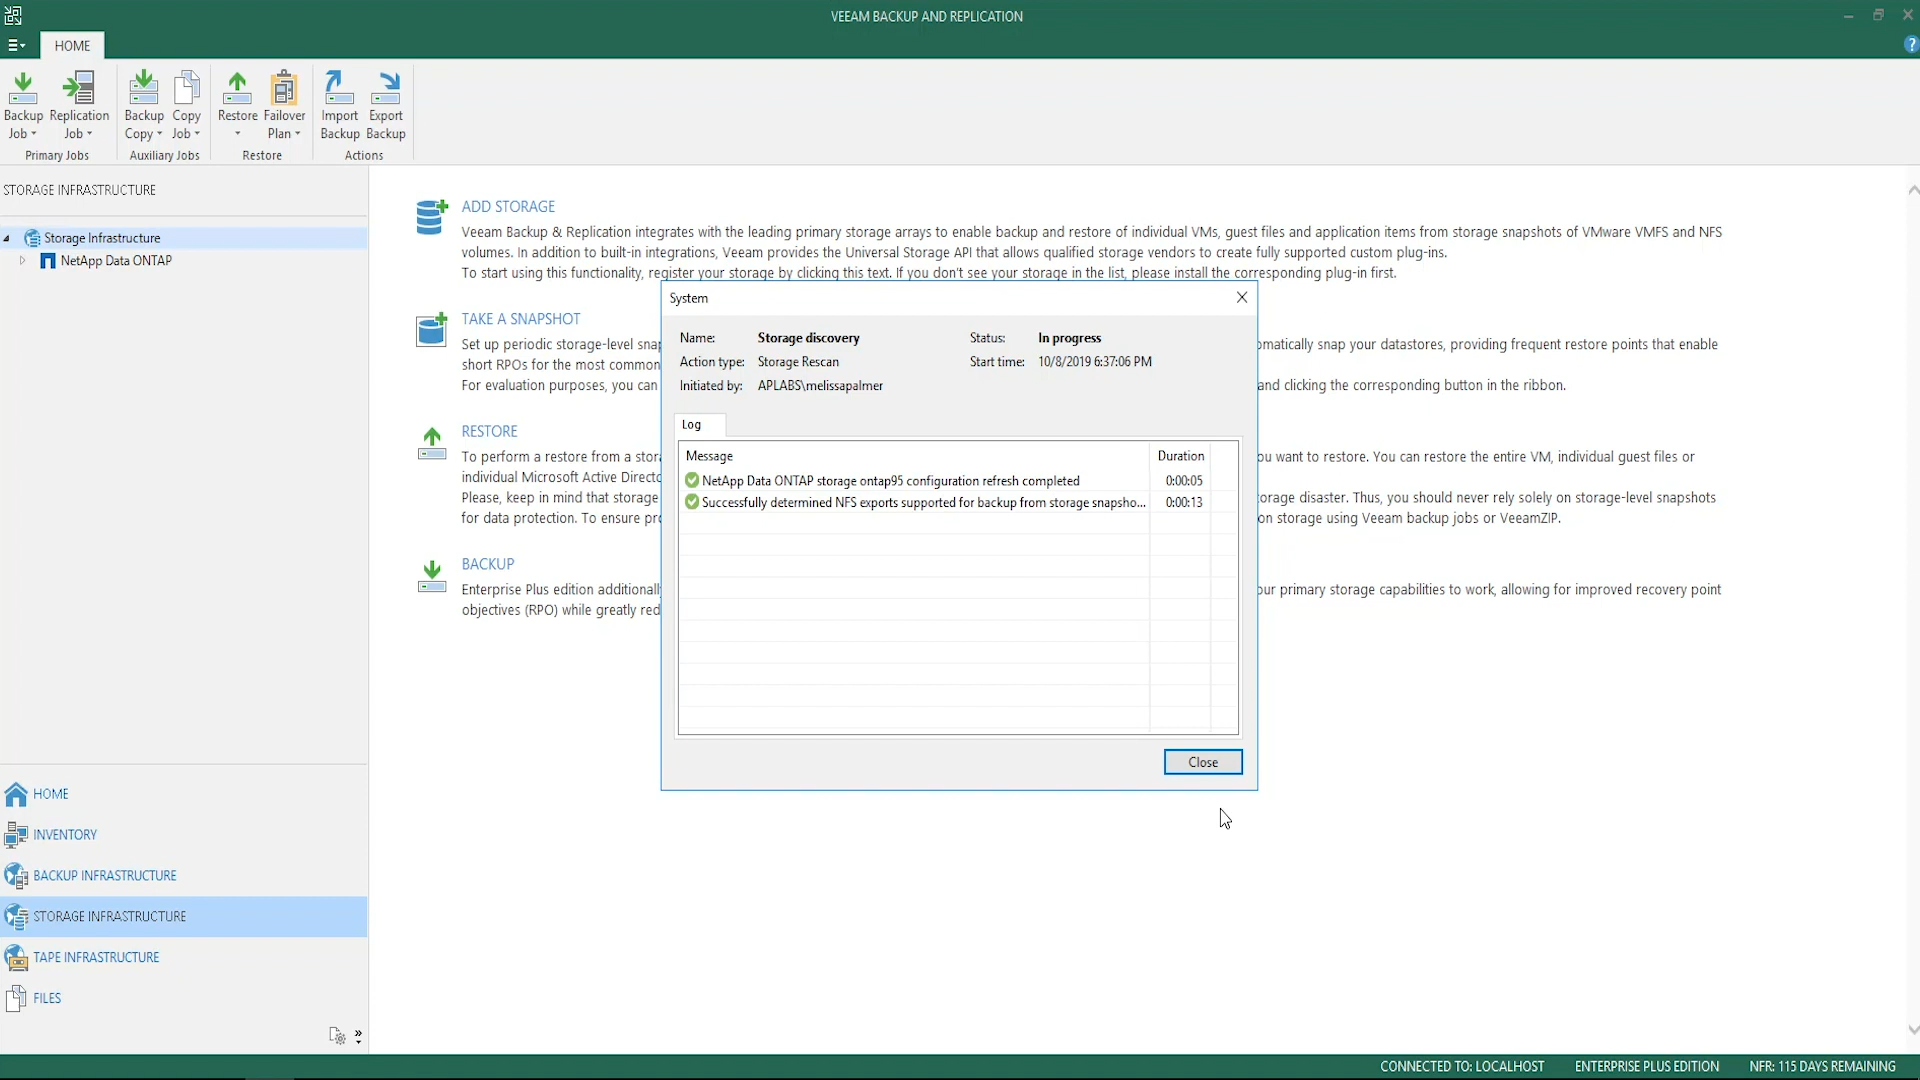 VEEAM BACKUP AND REPLICATION
HOME
Backup Job
Replication Job
Backup Copy
Copy Job
Restore
Failover Plan
Import Backup
Export Backup
Primary Jobs
Auxiliary Jobs
Restore
Actions
STORAGE INFRASTRUCTURE
Storage Infrastructure
NetApp Data ONTAP
ADD STORAGE
Veeam Backup & Replication integrates with the leading primary storage arrays to enable backup and restore of individual VMs, guest files and application items from storage snapshots of VMware VMFS and NFS
volumes. In addition to built-in integrations, Veeam provides the Universal Storage API that allows qualified storage vendors to create fully supported custom plug-ins.
To start using this functionality, register your storage by clicking this text. If you don't see your storage in the list, please install the corresponding plug-in first.
TAKE A SNAPSHOT
Set up periodic storage-level snap
omatically snap your datastores, providing frequent restore points that enable
short RPOs for the most common
For evaluation purposes, you can
and clicking the corresponding button in the ribbon.
RESTORE
To perform a restore from a stora
ou want to restore. You can restore the entire VM, individual guest files or
individual Microsoft Active Directo
Please, keep in mind that storage
orage disaster. Thus, you should never rely solely on storage-level snapshots
for data protection. To ensure pro
on storage using Veeam backup jobs or VeeamZIP.
BACKUP
Enterprise Plus edition additionally
our primary storage capabilities to work, allowing for improved recovery point
objectives (RPO) while greatly red
System
Name: Storage discovery
Status: In progress
Action type: Storage Rescan
Start time: 10/8/2019 6:37:06 PM
Initiated by: APLABS\melissapalmer
Log
Message Duration
NetApp Data ONTAP storage ontap95 configuration refresh completed 0:00:05
Successfully determined NFS exports supported for backup from storage snapsho... 0:00:13
Close
HOME
INVENTORY
BACKUP INFRASTRUCTURE
STORAGE INFRASTRUCTURE
TAPE INFRASTRUCTURE
FILES
CONNECTED TO: LOCALHOST
ENTERPRISE PLUS EDITION
NFR: 115 DAYS REMAINING